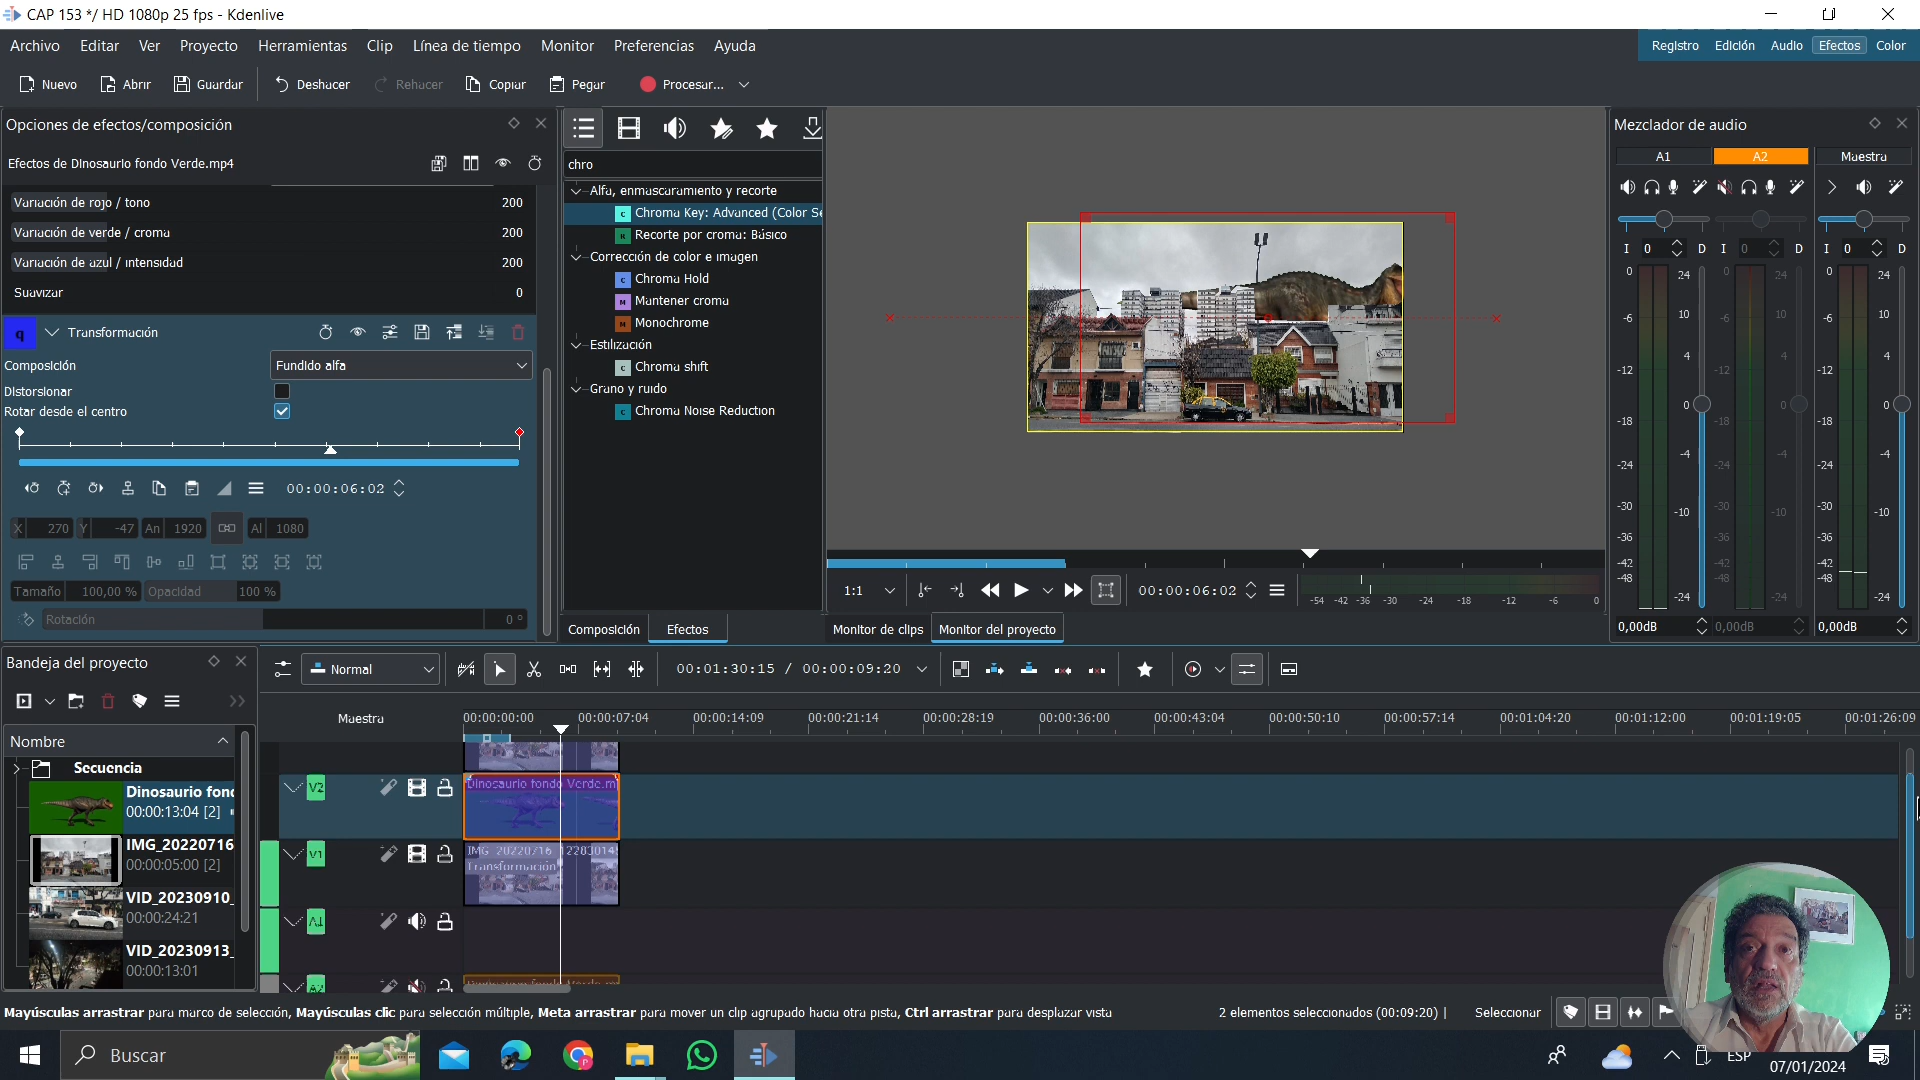 CAP 153 */ HD 1080p 25 fps - Kdenlive
Archivo Editar Ver Proyecto Herramientas Clip Línea de tiempo Monitor Preferencias Ayuda
Registro Edición Audio Efectos Color
Nuevo Abrir Guardar Deshacer Rehacer Copiar Pegar Procesar...
Opciones de efectos/composición
Efectos de Dinosaurio fondo Verde.mp4
Variación de rojo / tono 200
Variación de verde / croma 200
Variación de azul / intensidad 200
Suavizar 0
Transformación
Composición Fundido alfa
Distorsionar
Rotar desde el centro
00:00:06:02
X 270 Y -47 An 1920 Al 1080
Tamaño 100,00 % Opacidad 100 %
Rotación 0 °
chro
Alfa, enmascaramiento y recorte
Chroma Key: Advanced (Color Se
Recorte por croma: Básico
Corrección de color e imagen
Chroma Hold
Mantener croma
Monochrome
Estilización
Chroma shift
Grano y ruido
Chroma Noise Reduction
Composición Efectos
1:1 00:00:06:02
-54 -42 -36 -30 -24 -18 -12 -6 0
Monitor de clips Monitor del proyecto
Mezclador de audio
A1 A2 Maestra
I 0 D I 0 D I 0 D
0 -6 -12 -18 -24 -30 -36 -42 -48
24 10 4 0 -4 -10 -24
0 -6 -12 -18 -24 -30 -36 -42 -48
24 10 4 0 -4 -10 -24
0 -6 -12 -18 -24 -30 -36 -42 -48
24 10 4 0 -4 -10 -24
0,00dB 0,00dB 0,00dB
Bandeja del proyecto
Nombre
Secuencia
Dinosaurio fond
00:00:13:04 [2]
IMG_20220716
00:00:05:00 [2]
VID_20230910_
00:00:24:21
VID_20230913_
00:00:13:01
Normal 00:01:30:15 / 00:00:09:20
Maestra
00:00:00:00 00:00:07:04 00:00:14:09 00:00:21:14 00:00:28:19 00:00:36:00 00:00:43:04 00:00:50:10 00:00:57:14 00:01:04:20 00:01:12:00 00:01:19:05 00:01:26:09
V2 Dinosaurio fondo Verde.m
V1 IMG_20220716_122830143
Transformación
A1
A2 Dinosaurio fondo Verde.m
Mayúsculas arrastrar para marco de selección, Mayúsculas clic para selección múltiple, Meta arrastrar para mover un clip agrupado hacia otra pista, Ctrl arrastrar para desplazar vista
2 elementos seleccionados (00:09:20) | Seleccionar
Buscar
ESP
07/01/2024